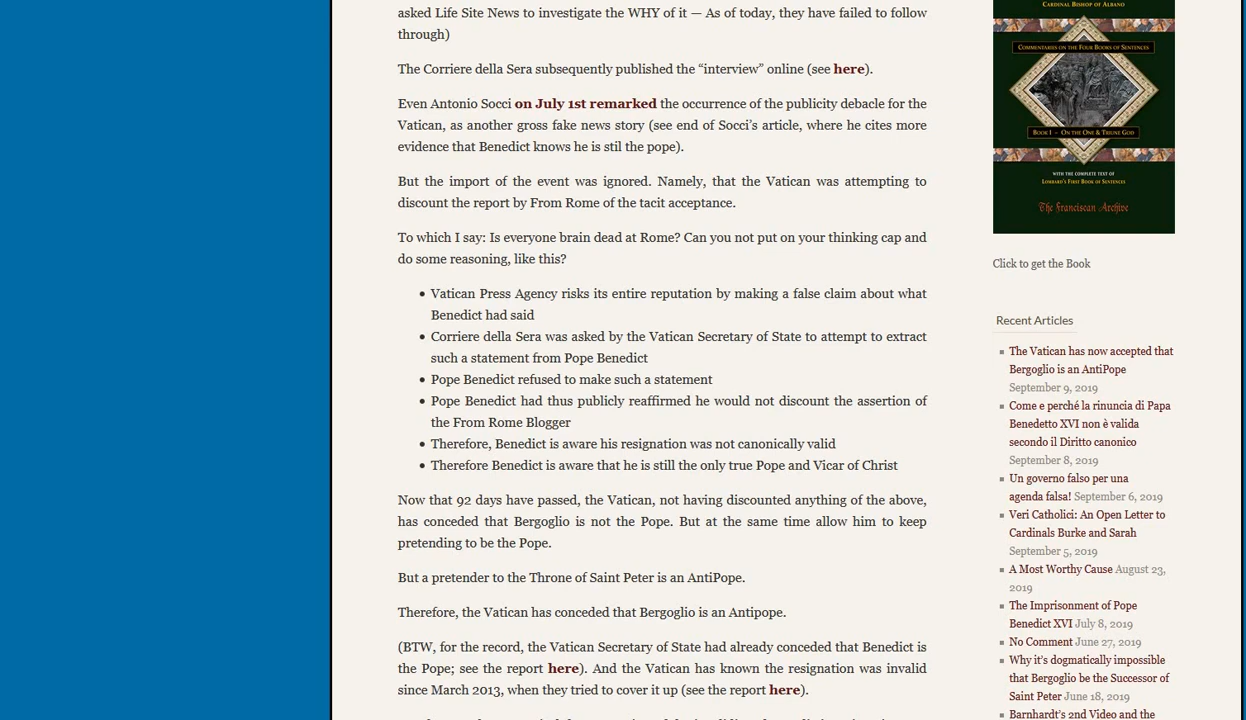 asked Life Site News to investigate the WHY of it — As of today, they have failed to follow
through)
The Corriere della Sera subsequently published the “interview” online (see here).
Even Antonio Socci on July 1st remarked the occurrence of the publicity debacle for the
Vatican, as another gross fake news story (see end of Socci’s article, where he cites more
evidence that Benedict knows he is stil the pope).
But the import of the event was ignored. Namely, that the Vatican was attempting to
discount the report by From Rome of the tacit acceptance.
To which I say: Is everyone brain dead at Rome? Can you not put on your thinking cap and
do some reasoning, like this?
• Vatican Press Agency risks its entire reputation by making a false claim about what
Benedict had said
• Corriere della Sera was asked by the Vatican Secretary of State to attempt to extract
such a statement from Pope Benedict
• Pope Benedict refused to make such a statement
• Pope Benedict had thus publicly reaffirmed he would not discount the assertion of
the From Rome Blogger
• Therefore, Benedict is aware his resignation was not canonically valid
• Therefore Benedict is aware that he is still the only true Pope and Vicar of Christ
Now that 92 days have passed, the Vatican, not having discounted anything of the above,
has conceded that Bergoglio is not the Pope. But at the same time allow him to keep
pretending to be the Pope.
But a pretender to the Throne of Saint Peter is an AntiPope.
Therefore, the Vatican has conceded that Bergoglio is an Antipope.
(BTW, for the record, the Vatican Secretary of State had already conceded that Benedict is
the Pope; see the report here). And the Vatican has known the resignation was invalid
since March 2013, when they tried to cover it up (see the report here).
CARDINAL BISHOP OF ALBANO
COMMENTARIES ON THE FOUR BOOKS OF SENTENCES
BOOK I – ON THE ONE & TRIUNE GOD
WITH THE COMPLETE TEXT OF
LOMBARD'S FIRST BOOK OF SENTENCES
The Franciscan Archive
Click to get the Book
Recent Articles
The Vatican has now accepted that
Bergoglio is an AntiPope
September 9, 2019
Come e perché la rinuncia di Papa
Benedetto XVI non è valida
secondo il Diritto canonico
September 8, 2019
Un governo falso per una
agenda falsa! September 6, 2019
Veri Catholici: An Open Letter to
Cardinals Burke and Sarah
September 5, 2019
A Most Worthy Cause August 23,
2019
The Imprisonment of Pope
Benedict XVI July 8, 2019
No Comment June 27, 2019
Why it’s dogmatically impossible
that Bergoglio be the Successor of
Saint Peter June 18, 2019
Barnhardt’s 2nd Video and the